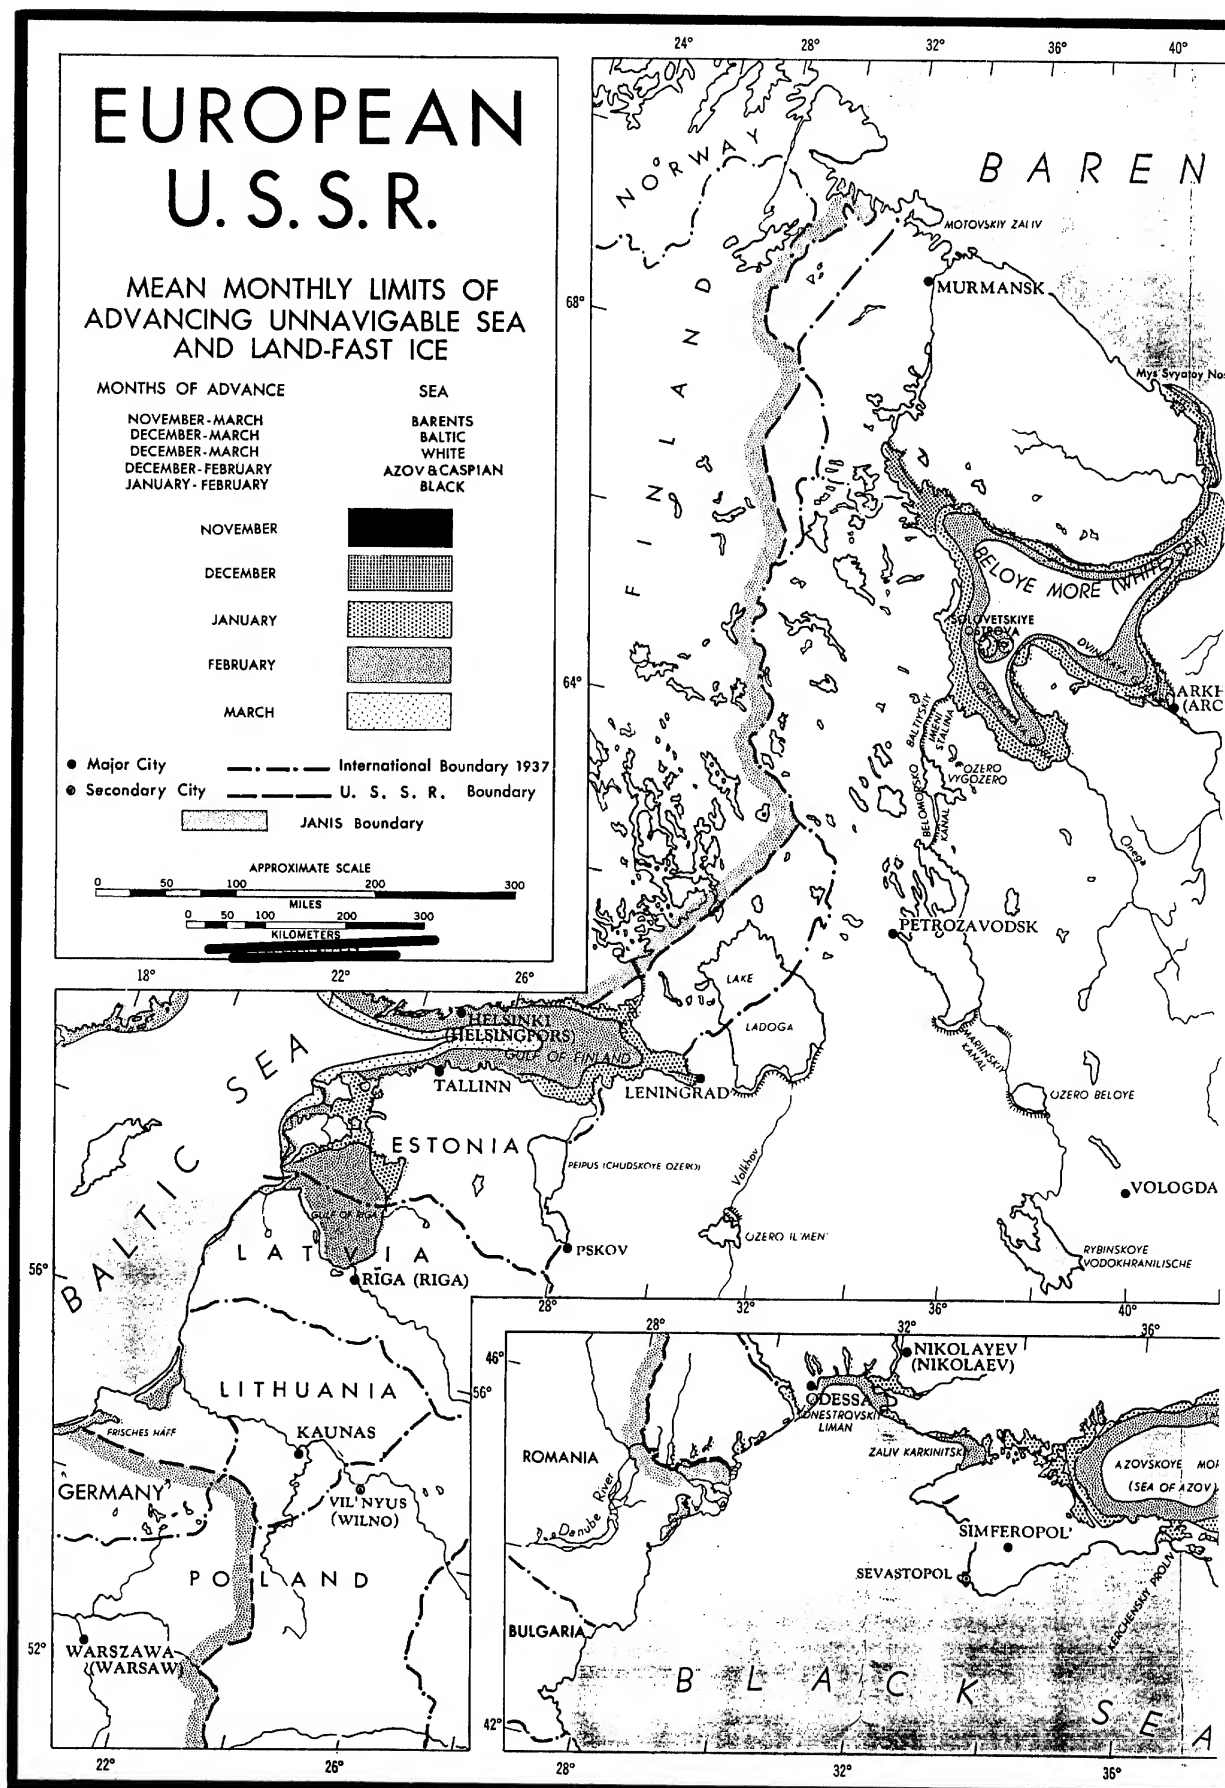 EUROPEAN
U.S.S.R.
MEAN MONTHLY LIMITS OF
ADVANCING UNNAVIGABLE SEA
AND LAND-FAST ICE
MONTHS OF ADVANCE SEA
NOVEMBER-MARCH BARENTS
DECEMBER-MARCH BALTIC
DECEMBER-MARCH WHITE
DECEMBER-FEBRUARY AZOV & CASPIAN
JANUARY-FEBRUARY BLACK
NOVEMBER
DECEMBER
JANUARY
FEBRUARY
MARCH
Major City International Boundary 1937
Secondary City U. S. S. R. Boundary
JANIS Boundary
APPROXIMATE SCALE
0 50 100 200 300
MILES
0 50 100 200 300
KILOMETERS
18° 22° 26°
24° 28° 32° 36° 40°
NORWAY
BAREN
MOTOVSKIY ZALIV
MURMANSK
68°
FINLAND
Mys Svyatoy Nos
BELOYE MORE (WHITE SEA)
SOLOVETSKIYE
OSTROVA
64°
ARKH
(ARC
BELOMORSKO BALTIYSKIY
KANAL IMENI
STALINA
OZERO
VYGOZERO
Onega
PETROZAVODSK
LAKE
LADOGA
MARIINSKIY
KANAL
HELSINKI
(HELSINGFORS)
GULF OF FINLAND
TALLINN
LENINGRAD
OZERO BELOYE
BALTIC SEA
ESTONIA
PEIPUS (CHUDSKOYE OZERO)
Volkhov
VOLOGDA
GULF OF RIGA
LATVIA
PSKOV
OZERO IL'MEN'
RYBINSKOYE
VODOKHRANILISCHE
56°
RĪGA (RIGA)
28° 32° 36° 40°
LITHUANIA
56°
KAUNAS
FRISCHES HAFF
GERMANY
VIL'NYUS
(WILNO)
POLAND
52°
WARSZAWA
(WARSAW)
22° 26°
28° 32° 36°
46°
NIKOLAYEV
(NIKOLAEV)
ODESSA
DNESTROVSKIY
LIMAN
ROMANIA
ZALIV KARKINITSK
AZOVSKOYE MOR
(SEA OF AZOV)
Danube River
SIMFEROPOL'
SEVASTOPOL
KERCHENSKIY PROLIV
BULGARIA
BLACK SEA
42°
28° 32° 36°